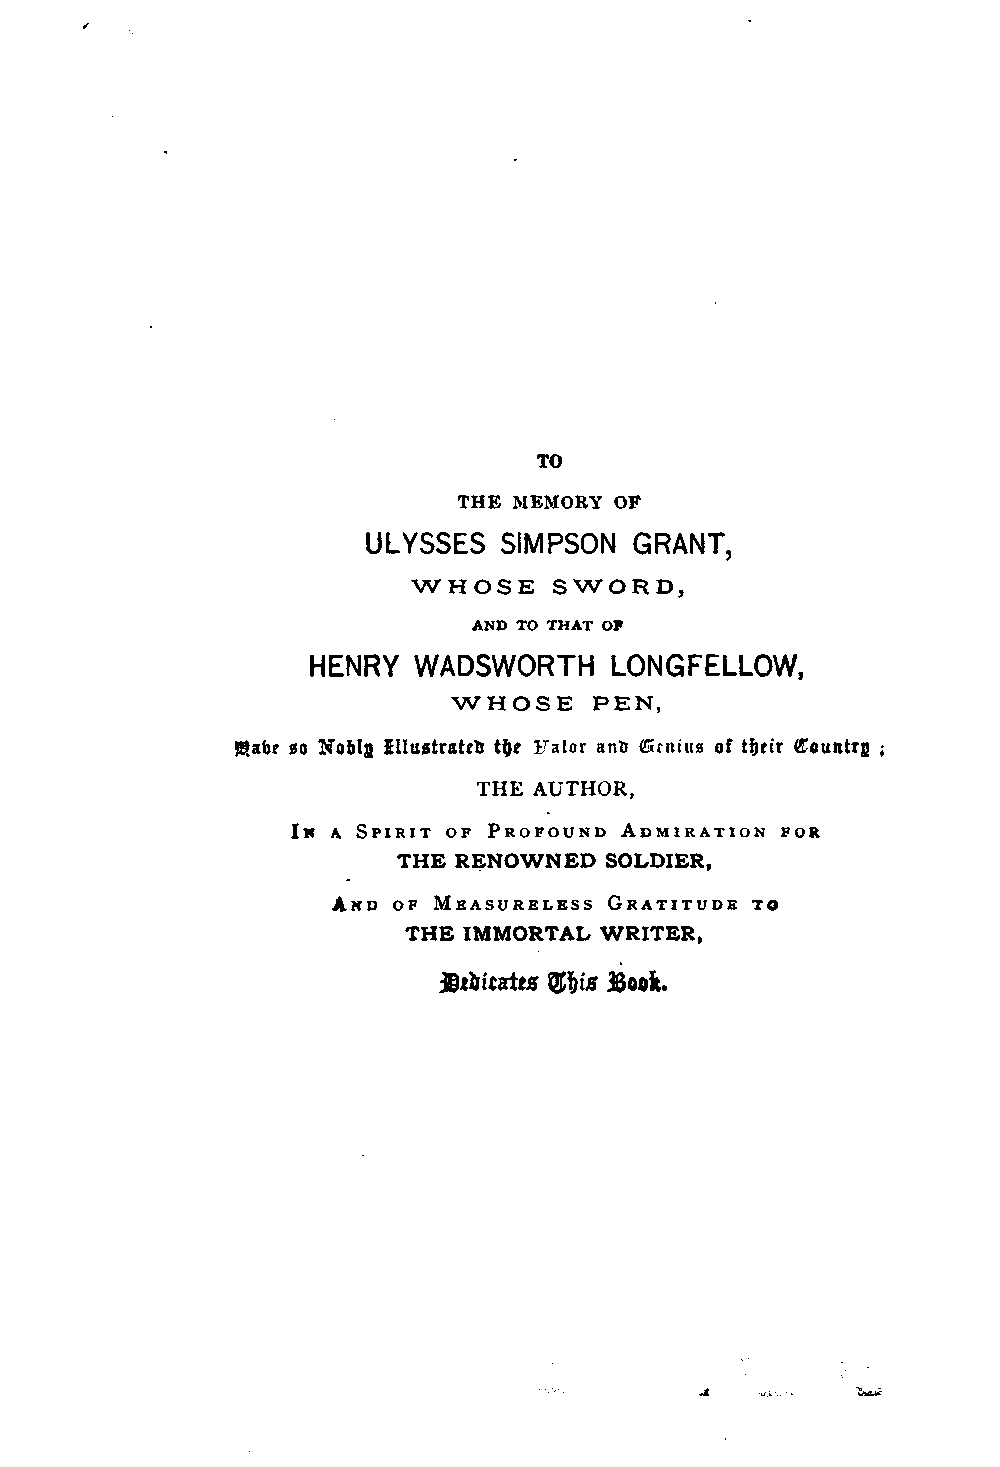 TO
THE MEMORY OF
ULYSSES SIMPSON GRANT,
WHOSE SWORD,
AND TO THAT OF
HENRY WADSWORTH LONGFELLOW,
WHOSE PEN,
Have so Nobly Illustrated the Valor and Genius of their Country;
THE AUTHOR,
IN A SPIRIT OF PROFOUND ADMIRATION FOR
THE RENOWNED SOLDIER,
AND OF MEASURELESS GRATITUDE TO
THE IMMORTAL WRITER,
Dedicates This Book.